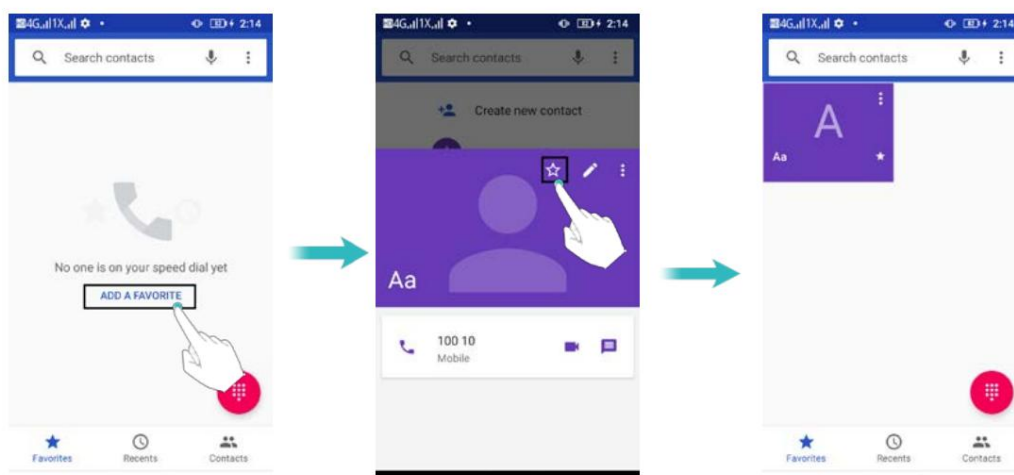 4G 1X 2:14
Search contacts
No one is on your speed dial yet
ADD A FAVORITE
Favorites Recents Contacts
4G 1X 2:14
Search contacts
Create new contact
Aa
100 10
Mobile
4G 1X 2:14
Search contacts
A
Aa
Favorites Recents Contacts